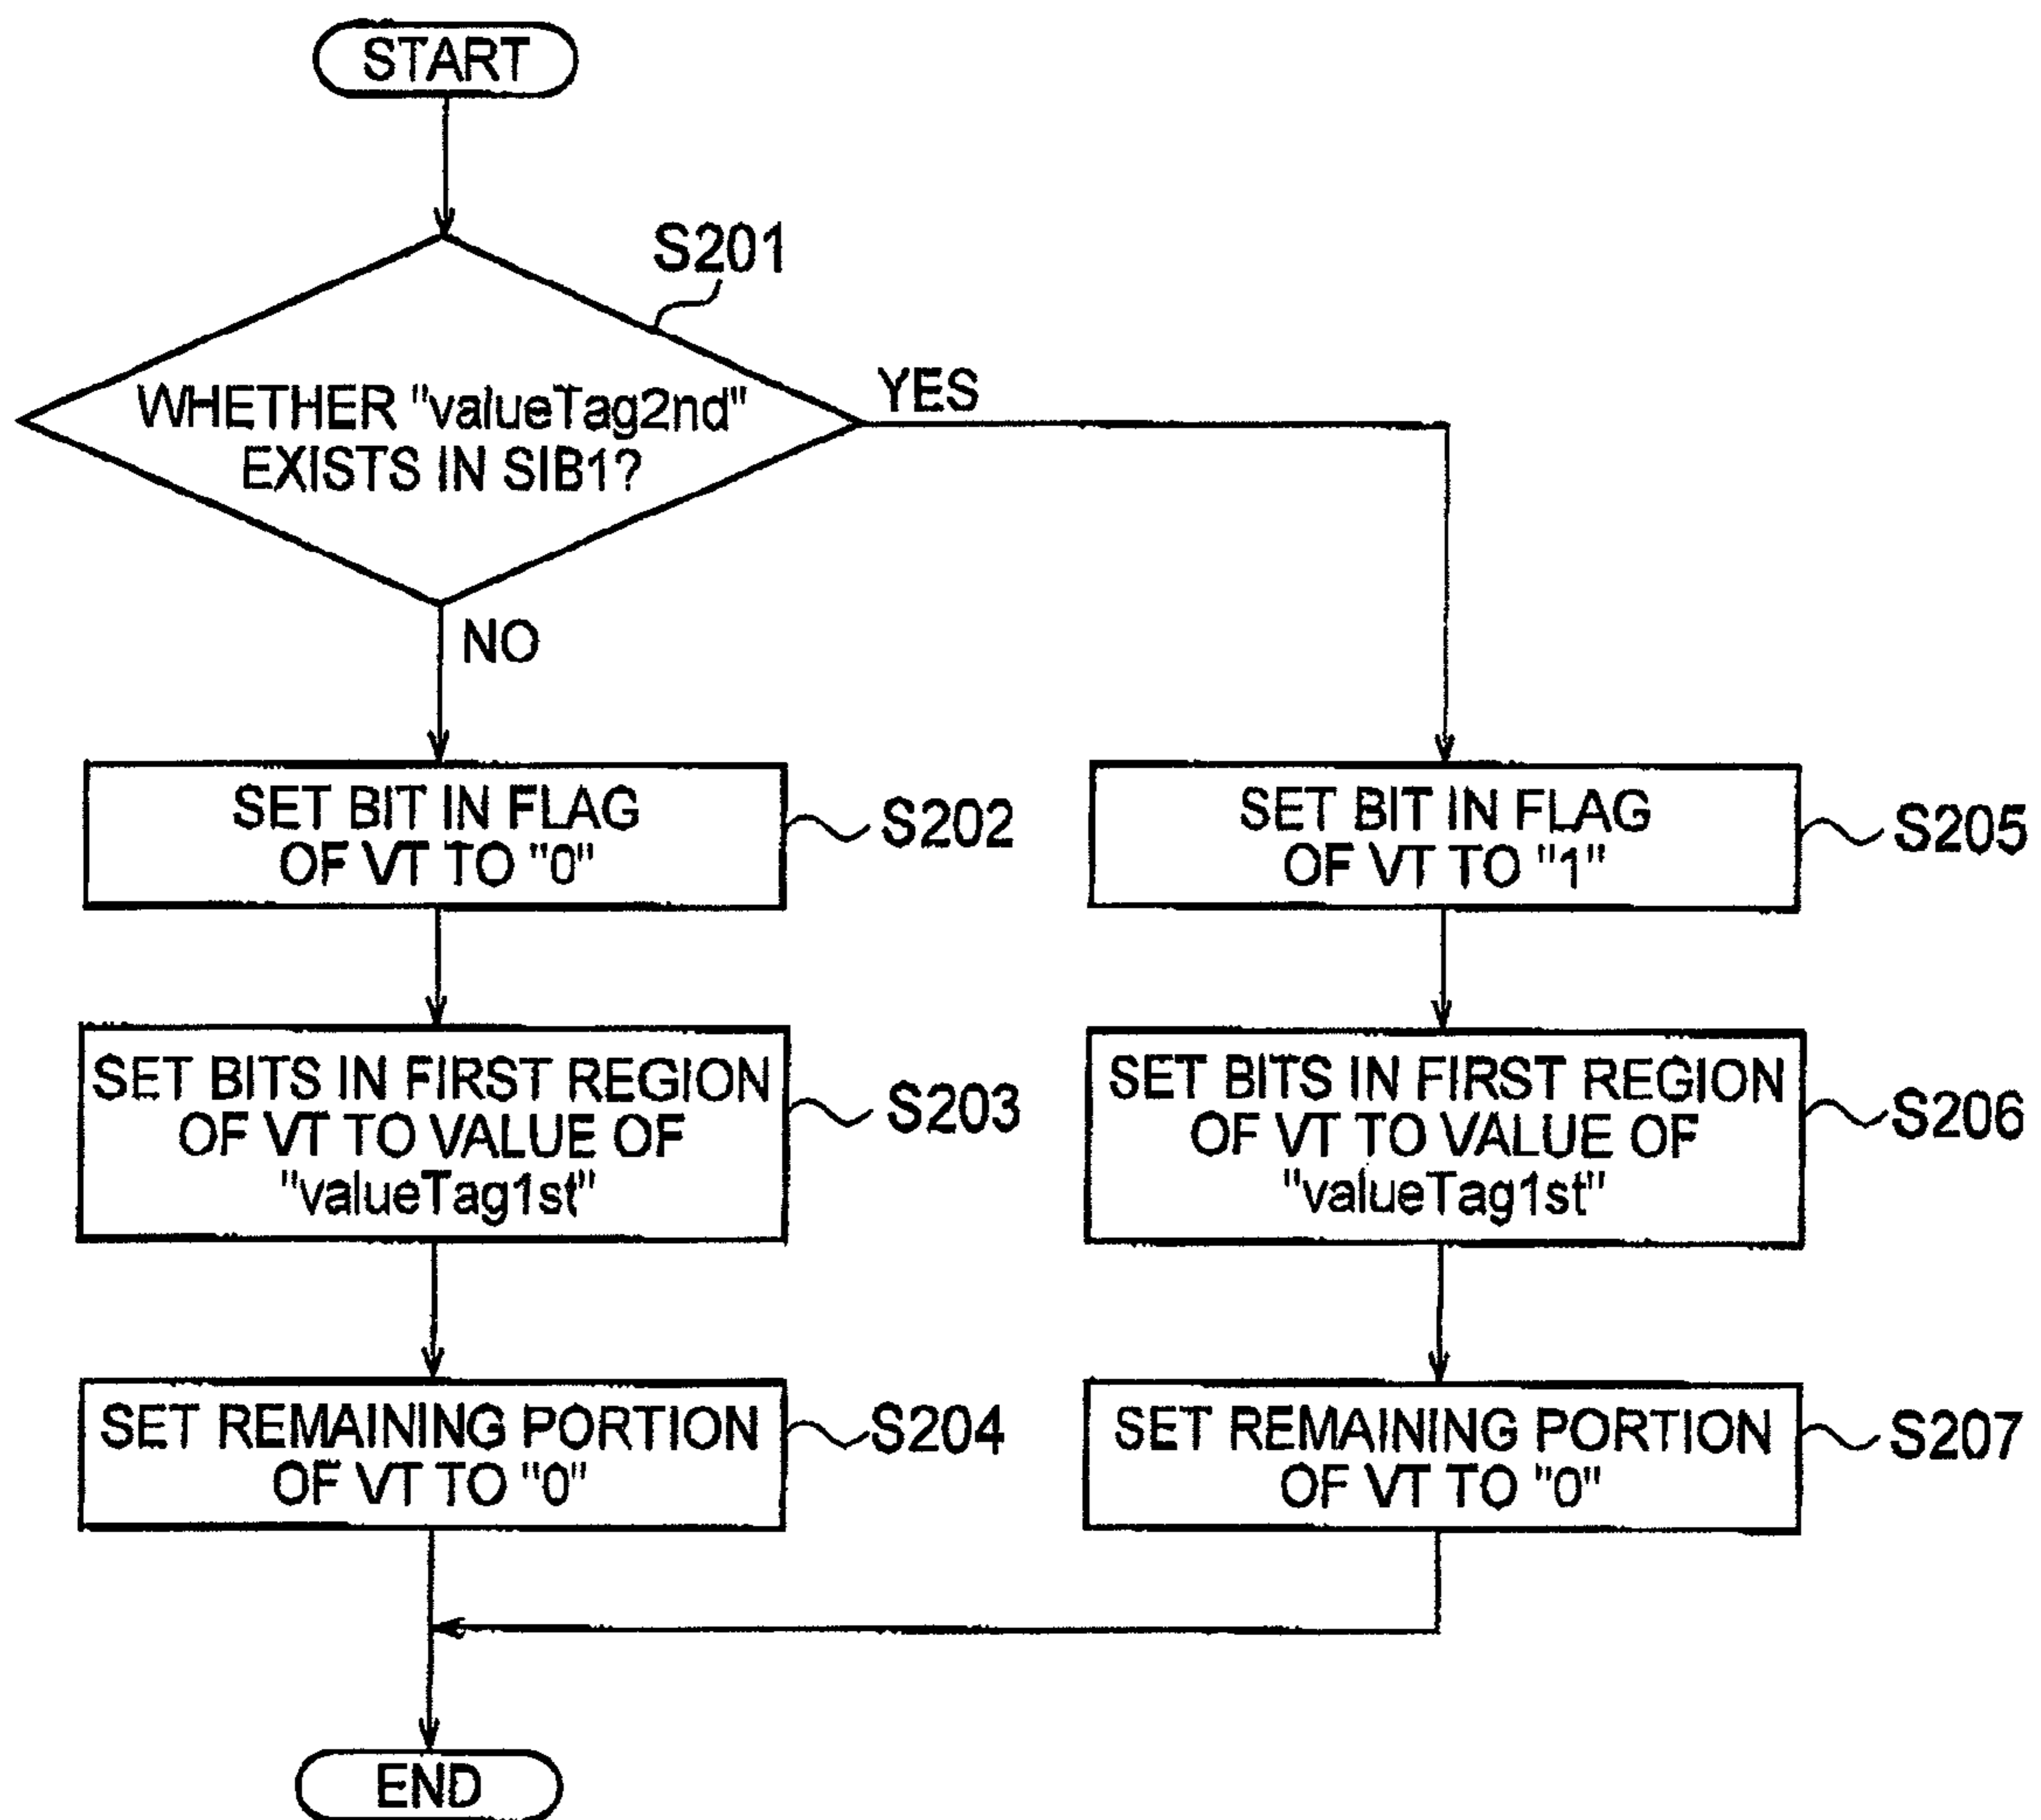 START
S201
WHETHER "valueTag2nd"
EXISTS IN SIB1?
YES
NO
SET BIT IN FLAG
OF VT TO "0"
S202
SET BITS IN FIRST REGION
OF VT TO VALUE OF
"valueTag1st"
S203
SET REMAINING PORTION
OF VT TO "0"
S204
SET BIT IN FLAG
OF VT TO "1"
S205
SET BITS IN FIRST REGION
OF VT TO VALUE OF
"valueTag1st"
S206
SET REMAINING PORTION
OF VT TO "0"
S207
END